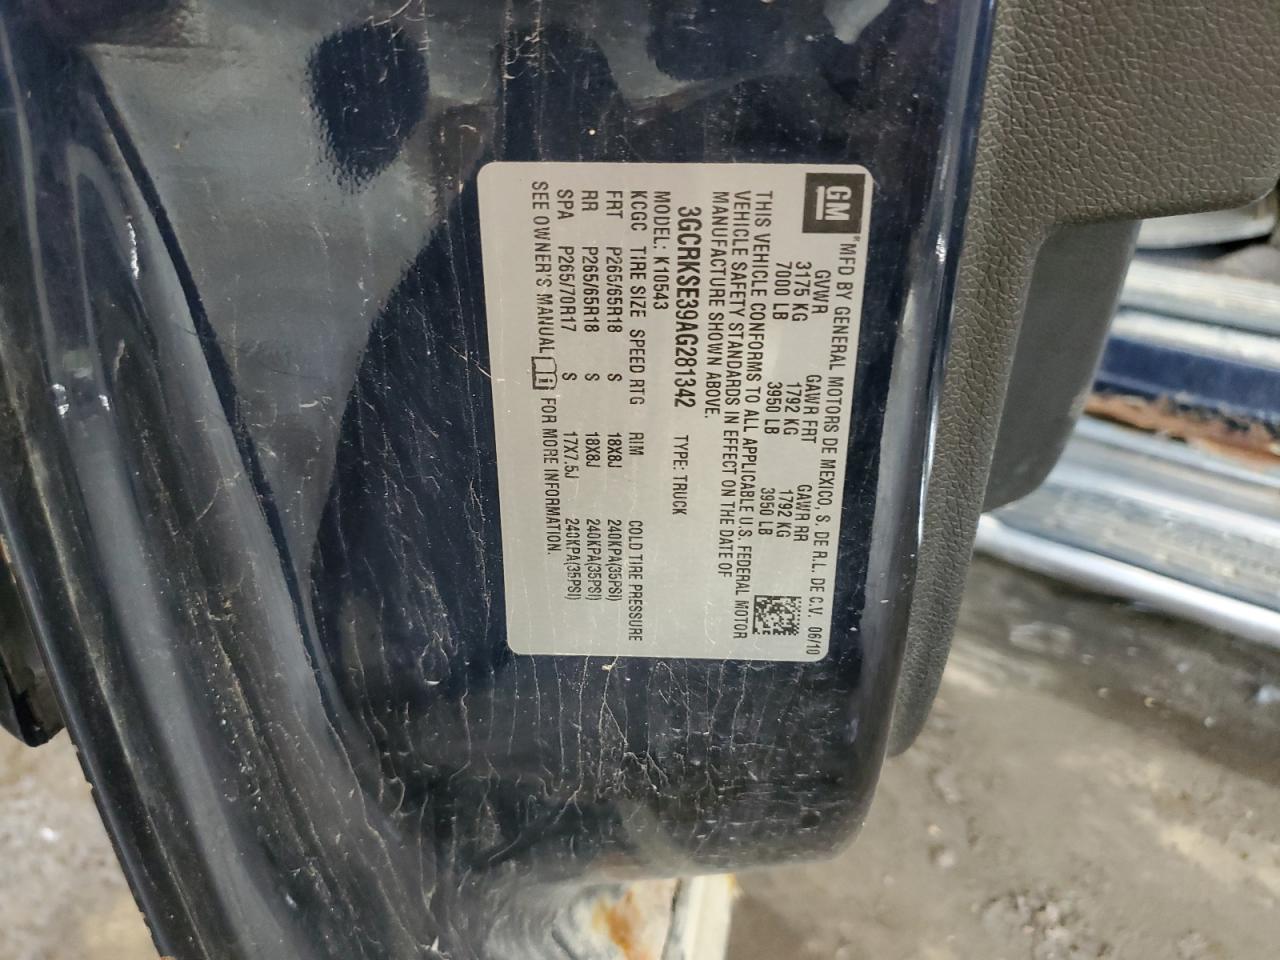 GM ® MFD BY GENERAL MOTORS DE MEXICO, S. DE R.L. DE C.V. 06/10
GVWR GAWR FRT GAWR RR
3175 KG 1792 KG 1792 KG
7000 LB 3950 LB 3950 LB
THIS VEHICLE CONFORMS TO ALL APPLICABLE U.S. FEDERAL MOTOR
VEHICLE SAFETY STANDARDS IN EFFECT ON THE DATE OF
MANUFACTURE SHOWN ABOVE.
3GCRKSE39AG281342 TYPE: TRUCK
MODEL: K10543
KCGC TIRE SIZE SPEED RTG RIM COLD TIRE PRESSURE
FRT P265/65R18 S 18X8J 240KPA(35PSI)
RR P265/65R18 S 18X8J 240KPA(35PSI)
SPA P265/70R17 S 17X7.5J 240KPA(35PSI)
SEE OWNER'S MANUAL FOR MORE INFORMATION.